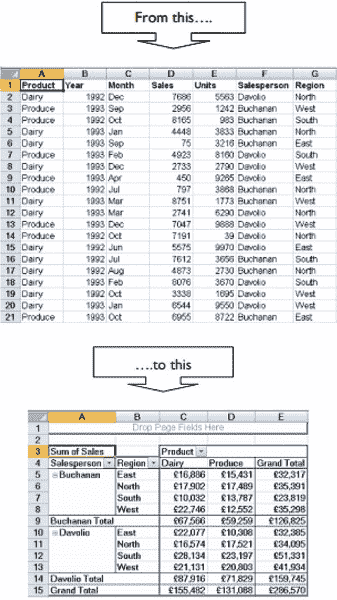 From this....
A B C D E F G
1 Product Year Month Sales Units Salesperson Region
2 Dairy 1992 Dec 7686 5563 Davolio North
3 Produce 1993 Sep 2956 1242 Buchanan West
4 Produce 1992 Oct 8165 983 Buchanan South
5 Dairy 1993 Jan 4448 3833 Buchanan North
6 Dairy 1993 Sep 75 3216 Buchanan East
7 Produce 1993 Feb 4923 8160 Davolio South
8 Dairy 1993 Dec 2733 2790 Davolio West
9 Produce 1993 Apr 450 9265 Davolio East
10 Produce 1992 Jul 797 3868 Buchanan North
11 Dairy 1993 Mar 8751 1773 Buchanan West
12 Dairy 1993 Mar 2741 6290 Davolio North
13 Produce 1993 Dec 7047 9888 Davolio West
14 Produce 1992 Oct 7191 39 Davolio North
15 Dairy 1992 Jun 5575 9970 Davolio East
16 Dairy 1992 Jul 7612 3656 Buchanan South
17 Dairy 1992 Aug 4873 2730 Buchanan North
18 Dairy 1993 Feb 8076 3670 Davolio South
19 Dairy 1992 Oct 3338 1695 Davolio West
20 Dairy 1993 Jan 6544 9550 Davolio West
21 Produce 1992 Oct 6955 8722 Buchanan East
....to this
A B C D E
1 Drop Page Fields Here
2
3 Sum of Sales Product
4 Salesperson Region Dairy Produce Grand Total
5 Buchanan East £16,886 £15,431 £32,317
6 North £17,902 £17,489 £35,391
7 South £10,032 £13,787 £23,819
8 West £22,746 £12,552 £35,298
9 Buchanan Total £67,566 £59,259 £126,825
10 Davolio East £22,077 £10,308 £32,385
11 North £16,574 £17,521 £34,095
12 South £28,134 £23,197 £51,331
13 West £21,131 £20,803 £41,934
14 Davolio Total £87,916 £71,829 £159,745
15 Grand Total £155,482 £131,088 £286,570